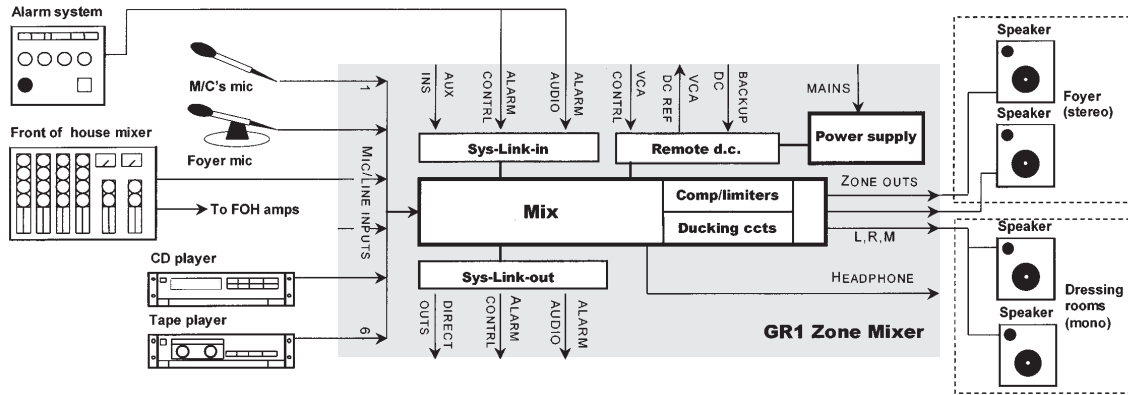 Alarm system
M/C's mic
Foyer mic
Front of house mixer
To FOH amps
CD player
Tape player
1
MIC/LINE INPUTS
6
AUX
INS
ALARM
CONTRL
ALARM
AUDIO
VCA
CONTRL
VCA
DC REF
BACKUP
DC
MAINS
Sys-Link-in
Remote d.c.
Power supply
Mix
Comp/limiters
Ducking ccts
Sys-Link-out
DIRECT
OUTS
ALARM
CONTRL
ALARM
AUDIO
ZONE OUTS
L,R,M
HEADPHONE
GR1 Zone Mixer
Speaker
Foyer
(stereo)
Speaker
Speaker
Dressing
rooms
(mono)
Speaker